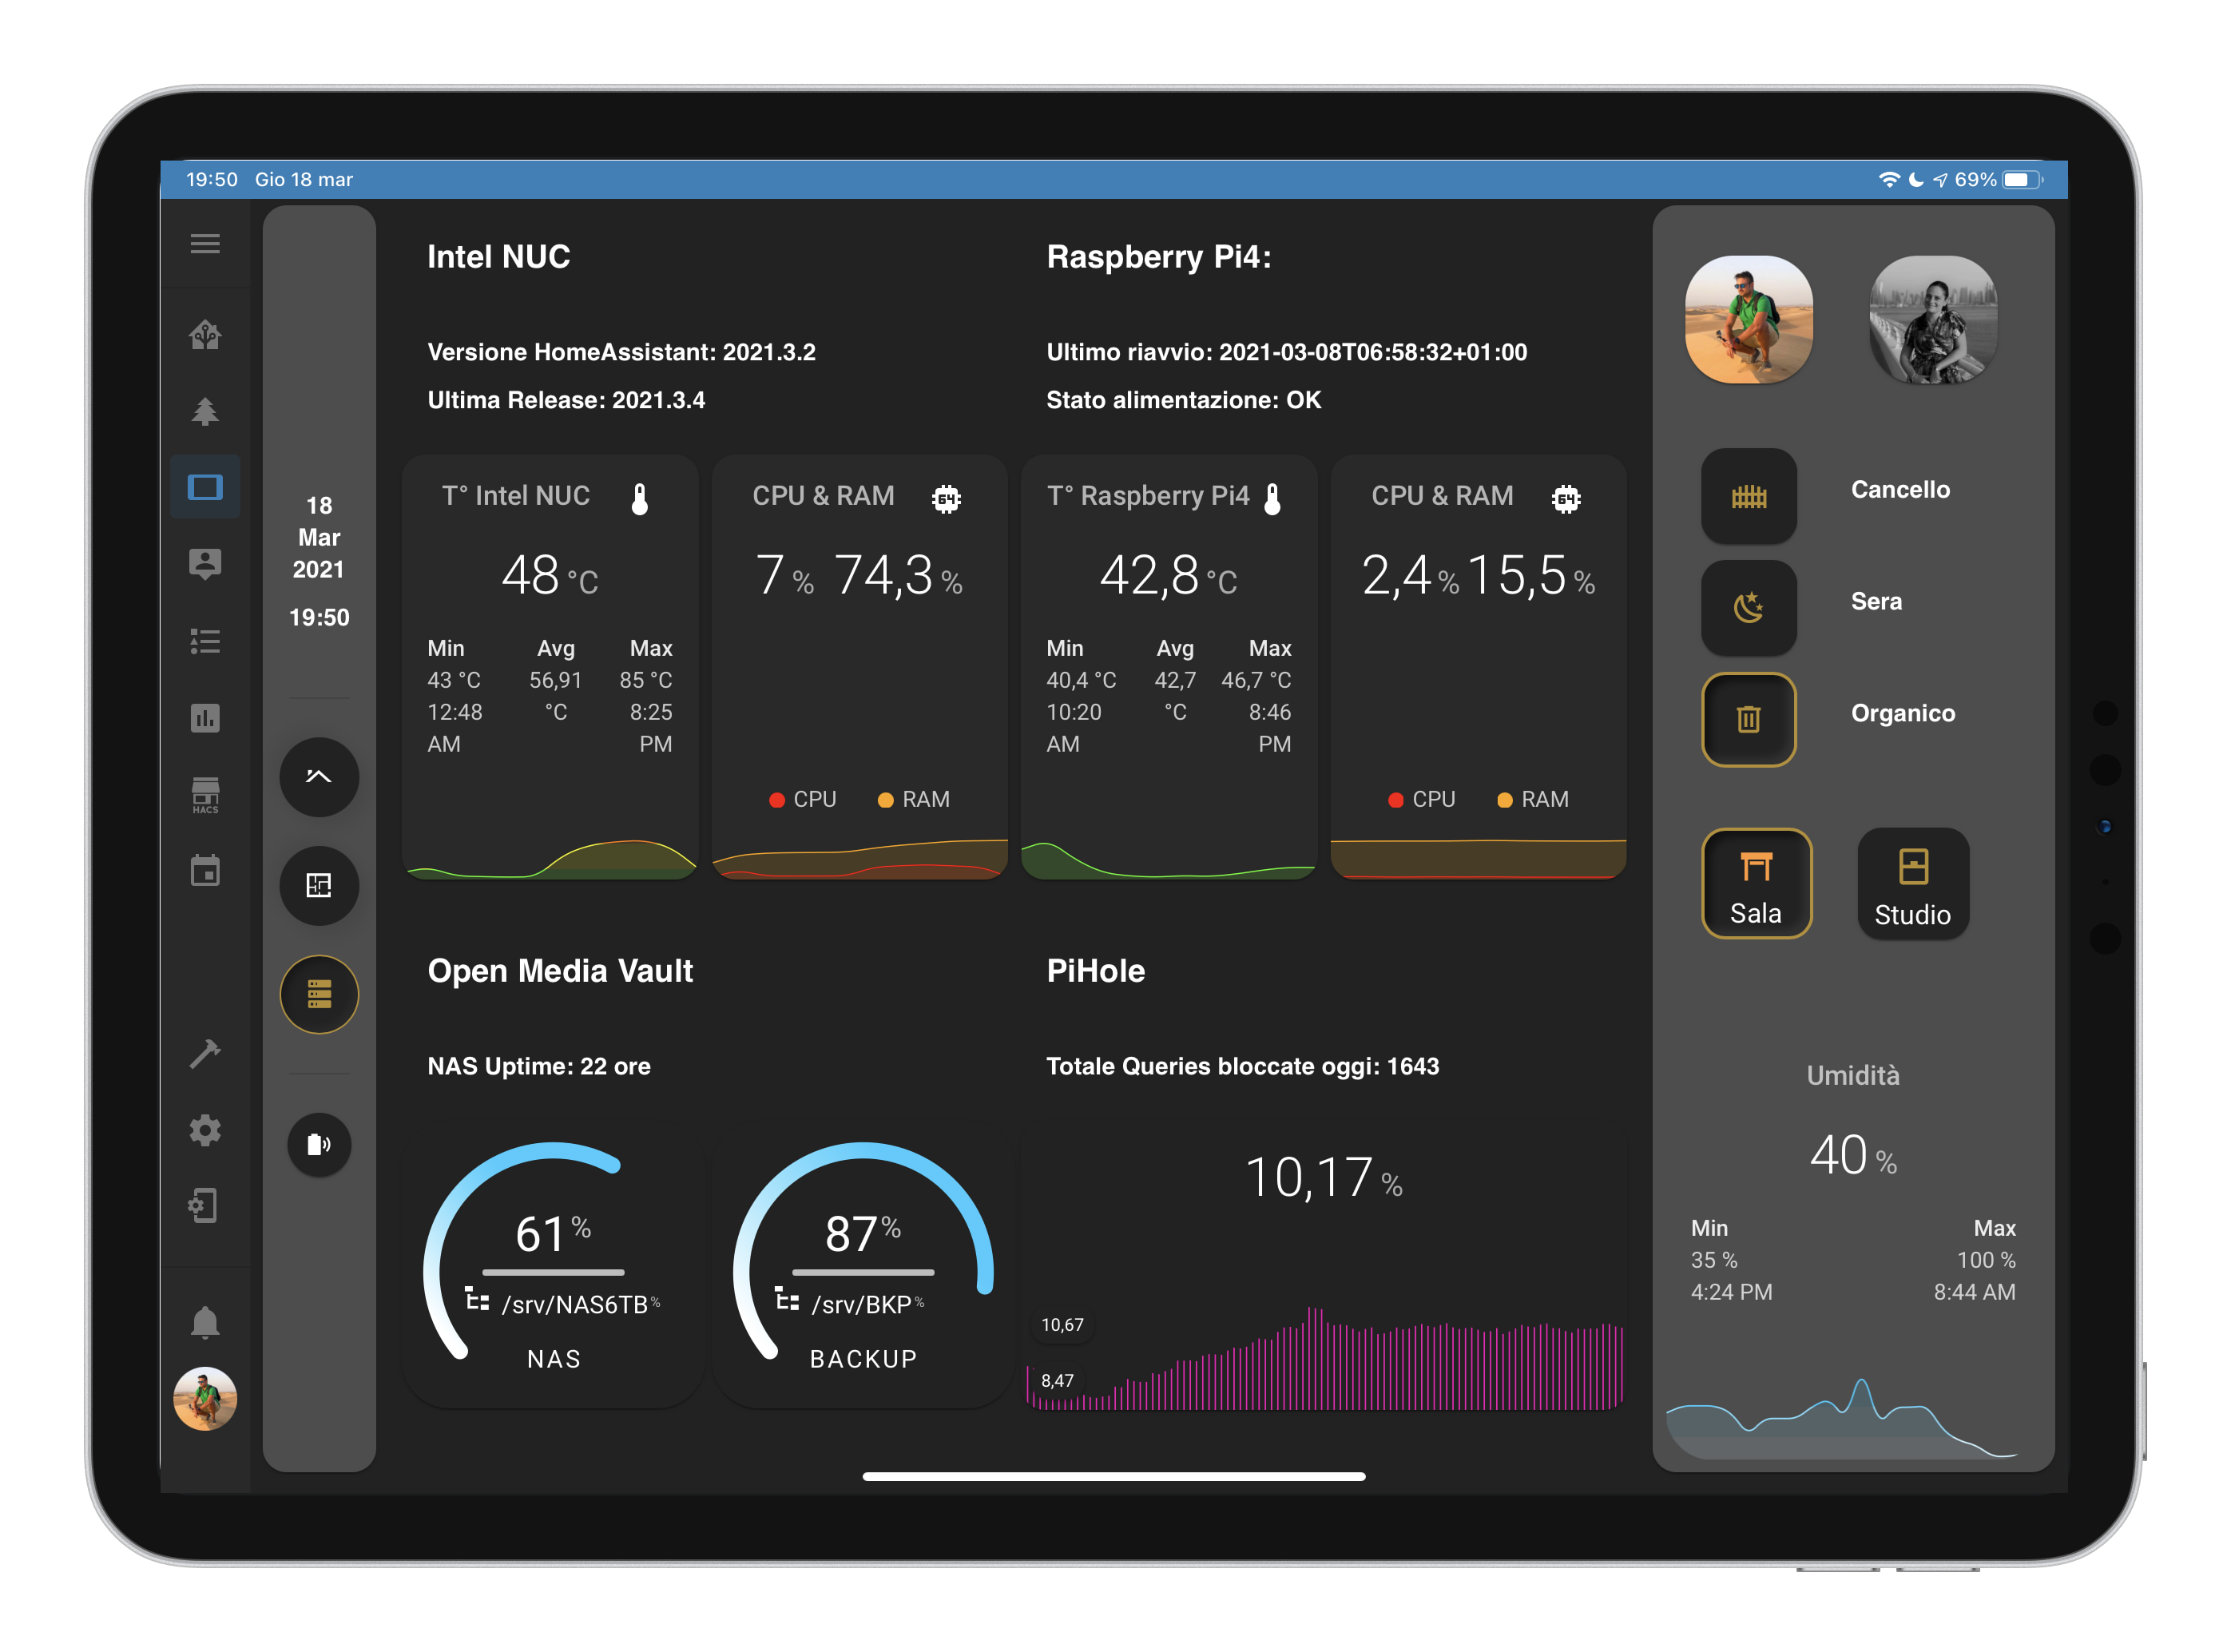 19:50 Gio 18 mar
69%
HACS
18
Mar
2021
19:50
Intel NUC
Versione HomeAssistant: 2021.3.2
Ultima Release: 2021.3.4
Raspberry Pi4:
Ultimo riavvio: 2021-03-08T06:58:32+01:00
Stato alimentazione: OK
T° Intel NUC
48 °C
Min Avg Max
43 °C 56,91 85 °C
12:48 °C 8:25
AM PM
CPU & RAM
64
7 % 74,3 %
CPU RAM
T° Raspberry Pi4
42,8 °C
Min Avg Max
40,4 °C 42,7 46,7 °C
10:20 °C 8:46
AM PM
CPU & RAM
64
2,4 % 15,5 %
CPU RAM
Open Media Vault
NAS Uptime: 22 ore
61 %
/srv/NAS6TB %
NAS
87 %
/srv/BKP %
BACKUP
PiHole
Totale Queries bloccate oggi: 1643
10,17 %
10,67
8,47
Cancello
Sera
Organico
Sala
Studio
Umidità
40 %
Min Max
35 % 100 %
4:24 PM 8:44 AM